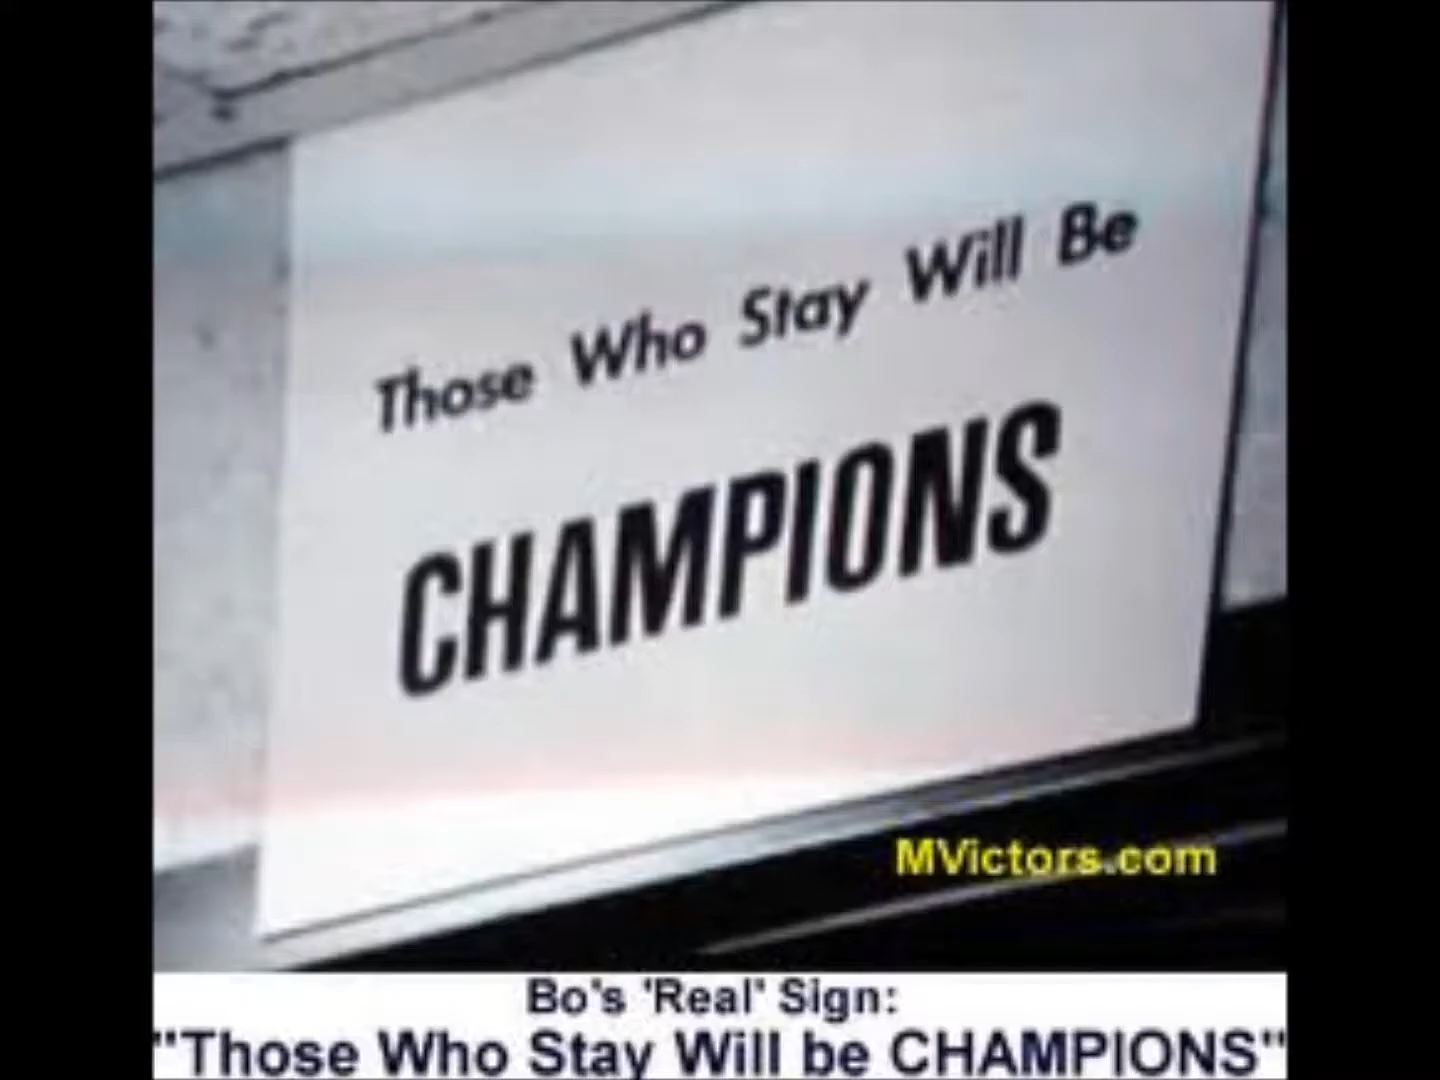 Those Who Stay Will Be
CHAMPIONS
MVictors.com
Bo's 'Real' Sign:
"Those Who Stay Will be CHAMPIONS"